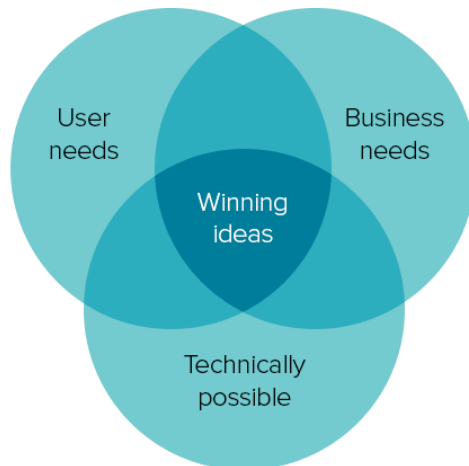 User
needs
Business
needs
Winning
ideas
Technically
possible